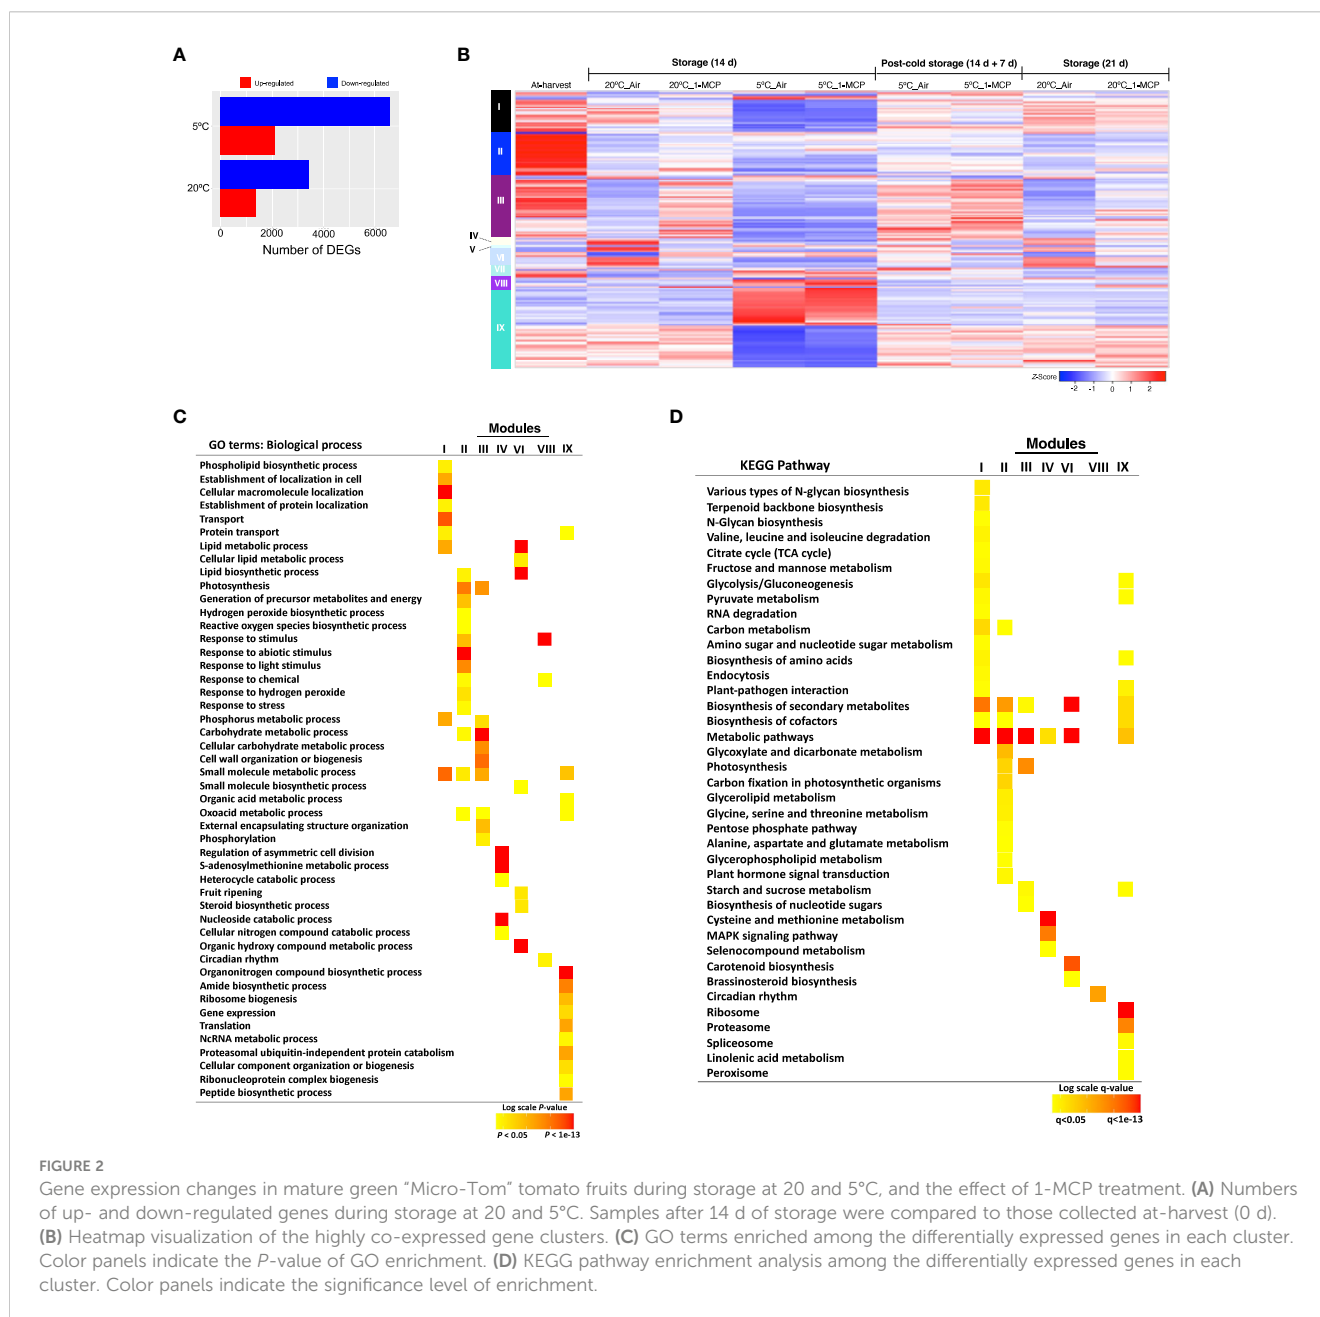 A
Up-regulated
Down-regulated
5ºC
20ºC
0
2000
4000
6000
Number of DEGs
B
Storage (14 d)
Post-cold storage (14 d + 7 d)
Storage (21 d)
At-harvest
20ºC_Air
20ºC_1-MCP
5ºC_Air
5ºC_1-MCP
5ºC_Air
5ºC_1-MCP
20ºC_Air
20ºC_1-MCP
I
II
III
IV
V
VI
VII
VIII
IX
Z-Score
-2 -1 0 1 2
C
Modules
GO terms: Biological process
I II III IV VI VIII IX
Phospholipid biosynthetic process
Establishment of localization in cell
Cellular macromolecule localization
Establishment of protein localization
Transport
Protein transport
Lipid metabolic process
Cellular lipid metabolic process
Lipid biosynthetic process
Photosynthesis
Generation of precursor metabolites and energy
Hydrogen peroxide biosynthetic process
Reactive oxygen species biosynthetic process
Response to stimulus
Response to abiotic stimulus
Response to light stimulus
Response to chemical
Response to hydrogen peroxide
Response to stress
Phosphorus metabolic process
Carbohydrate metabolic process
Cellular carbohydrate metabolic process
Cell wall organization or biogenesis
Small molecule metabolic process
Small molecule biosynthetic process
Organic acid metabolic process
Oxoacid metabolic process
External encapsulating structure organization
Phosphorylation
Regulation of asymmetric cell division
S-adenosylmethionine metabolic process
Heterocycle catabolic process
Fruit ripening
Steroid biosynthetic process
Nucleoside catabolic process
Cellular nitrogen compound catabolic process
Organic hydroxy compound metabolic process
Circadian rhythm
Organonitrogen compound biosynthetic process
Amide biosynthetic process
Ribosome biogenesis
Gene expression
Translation
NcRNA metabolic process
Proteasomal ubiquitin-independent protein catabolism
Cellular component organization or biogenesis
Ribonucleoprotein complex biogenesis
Peptide biosynthetic process
Log scale P-value
P < 0.05 P < 1e-13
D
Modules
KEGG Pathway
I II III IV VI VIII IX
Various types of N-glycan biosynthesis
Terpenoid backbone biosynthesis
N-Glycan biosynthesis
Valine, leucine and isoleucine degradation
Citrate cycle (TCA cycle)
Fructose and mannose metabolism
Glycolysis/Gluconeogenesis
Pyruvate metabolism
RNA degradation
Carbon metabolism
Amino sugar and nucleotide sugar metabolism
Biosynthesis of amino acids
Endocytosis
Plant-pathogen interaction
Biosynthesis of secondary metabolites
Biosynthesis of cofactors
Metabolic pathways
Glycoxylate and dicarbonate metabolism
Photosynthesis
Carbon fixation in photosynthetic organisms
Glycerolipid metabolism
Glycine, serine and threonine metabolism
Pentose phosphate pathway
Alanine, aspartate and glutamate metabolism
Glycerophospholipid metabolism
Plant hormone signal transduction
Starch and sucrose metabolism
Biosynthesis of nucleotide sugars
Cysteine and methionine metabolism
MAPK signaling pathway
Selenocompound metabolism
Carotenoid biosynthesis
Brassinosteroid biosynthesis
Circadian rhythm
Ribosome
Proteasome
Spliceosome
Linolenic acid metabolism
Peroxisome
Log scale q-value
q<0.05 q<1e-13
FIGURE 2
Gene expression changes in mature green “Micro-Tom” tomato fruits during storage at 20 and 5°C, and the effect of 1-MCP treatment. (A) Numbers
of up- and down-regulated genes during storage at 20 and 5°C. Samples after 14 d of storage were compared to those collected at-harvest (0 d).
(B) Heatmap visualization of the highly co-expressed gene clusters. (C) GO terms enriched among the differentially expressed genes in each cluster.
Color panels indicate the P-value of GO enrichment. (D) KEGG pathway enrichment analysis among the differentially expressed genes in each
cluster. Color panels indicate the significance level of enrichment.